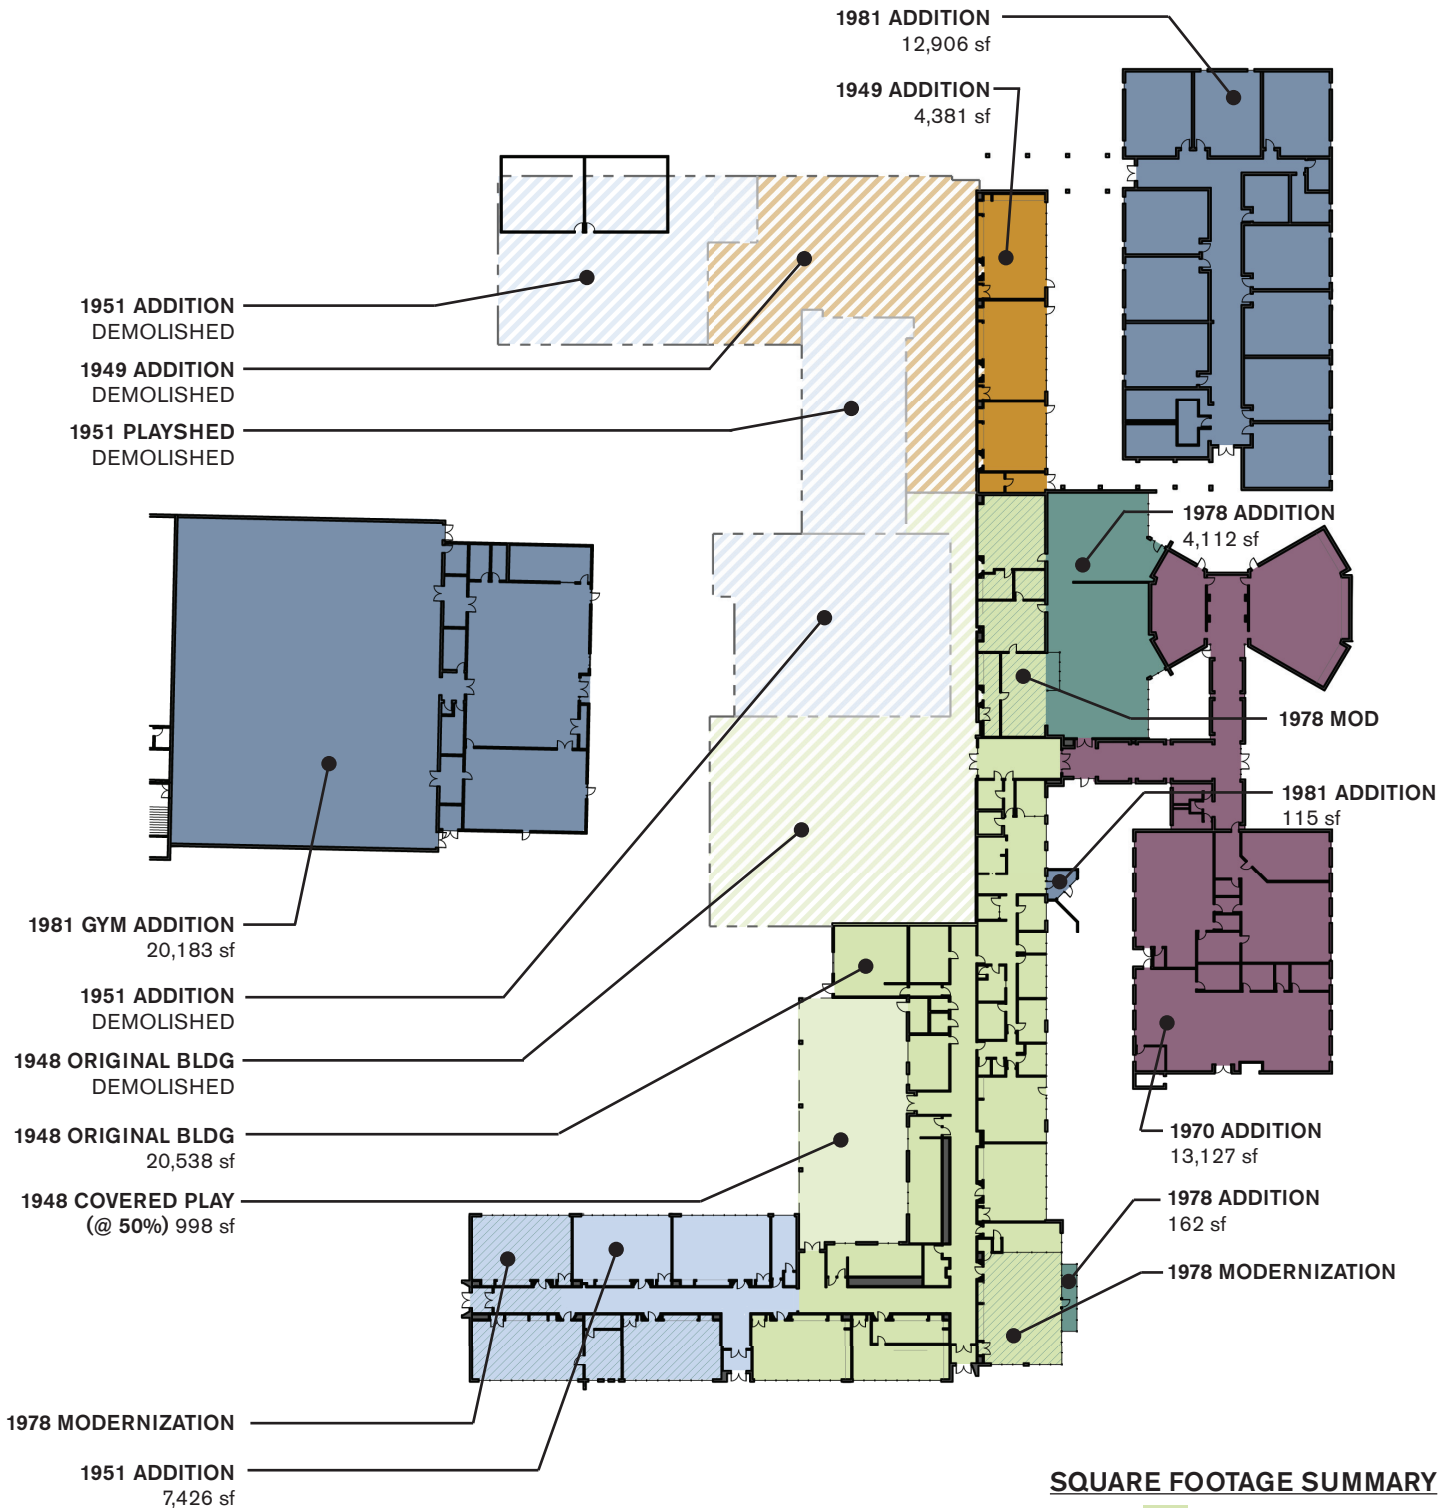 1981 ADDITION
12,906 sf
1949 ADDITION
4,381 sf
1951 ADDITION
DEMOLISHED
1949 ADDITION
DEMOLISHED
1951 PLAYSHED
DEMOLISHED
1978 ADDITION
4,112 sf
1978 MOD
1981 ADDITION
115 sf
1981 GYM ADDITION
20,183 sf
1951 ADDITION
DEMOLISHED
1948 ORIGINAL BLDG
DEMOLISHED
1948 ORIGINAL BLDG
20,538 sf
1970 ADDITION
13,127 sf
1948 COVERED PLAY
(@ 50%) 998 sf
1978 ADDITION
162 sf
1978 MODERNIZATION
1978 MODERNIZATION
1951 ADDITION
7,426 sf
SQUARE FOOTAGE SUMMARY